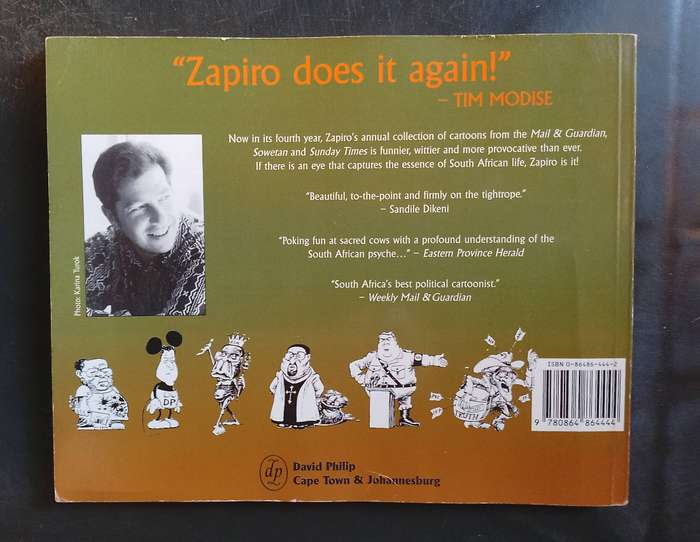 “Zapiro does it again!”
– TIM MODISE
Now in its fourth year, Zapiro's annual collection of cartoons from the Mail & Guardian,
Sowetan and Sunday Times is funnier, wittier and more provocative than ever.
If there is an eye that captures the essence of South African life, Zapiro is it!
“Beautiful, to-the-point and firmly on the tightrope.”
– Sandile Dikeni
“Poking fun at sacred cows with a profound understanding of the
South African psyche…” – Eastern Province Herald
“South Africa's best political cartoonist.”
– Weekly Mail & Guardian
Photo: Karina Turok
DP
ISBN 0-86486-444-2
9 780864 864444
dp
David Philip
Cape Town & Johannesburg